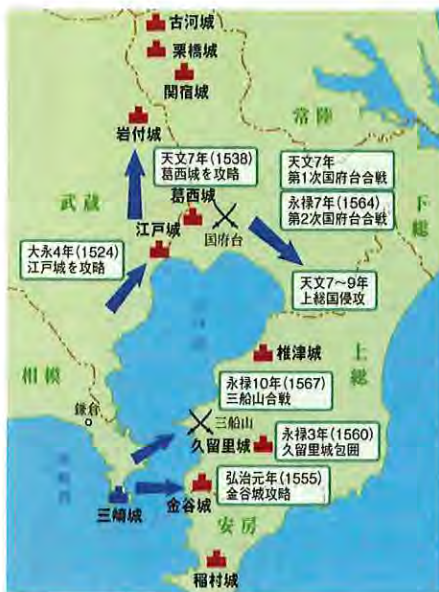 古河城
栗橋城
関宿城
岩付城
常陸
天文7年(1538)
葛西城を攻略
天文7年
第1次国府台合戦
武蔵
葛西城
永禄7年(1564)
第2次国府台合戦
下総
江戸城
国府台
大永4年(1524)
江戸城を攻略
天文7〜9年
上総国侵攻
椎津城
上総
相模
永禄10年(1567)
三船山合戦
鎌倉
三船山
久留里城
永禄3年(1560)
久留里城包囲
弘治元年(1555)
金谷城攻略
三崎城
金谷城
安房
稲村城